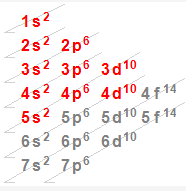 1s²
2s² 2p⁶
3s² 3p⁶ 3d¹⁰
4s² 4p⁶ 4d¹⁰ 4f¹⁴
5s² 5p⁶ 5d¹⁰ 5f¹⁴
6s² 6p⁶ 6d¹⁰
7s² 7p⁶